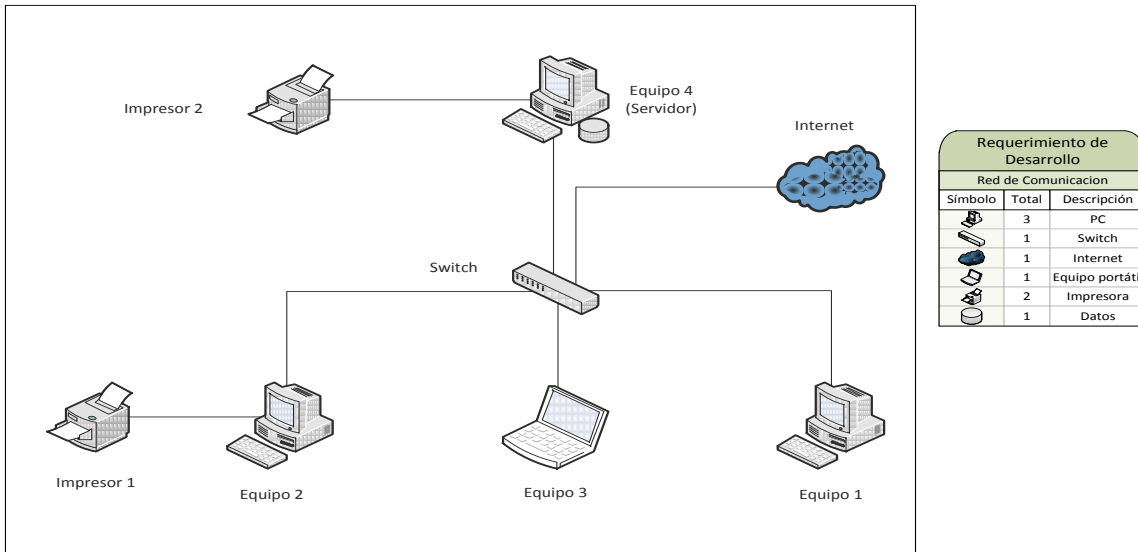 Impresor 2
Equipo 4
(Servidor)
Internet
Switch
Impresor 1
Equipo 2
Equipo 3
Equipo 1
Requerimiento de
Desarrollo
Red de Comunicacion
Símbolo Total Descripción
3 PC
1 Switch
1 Internet
1 Equipo portáti
2 Impresora
1 Datos